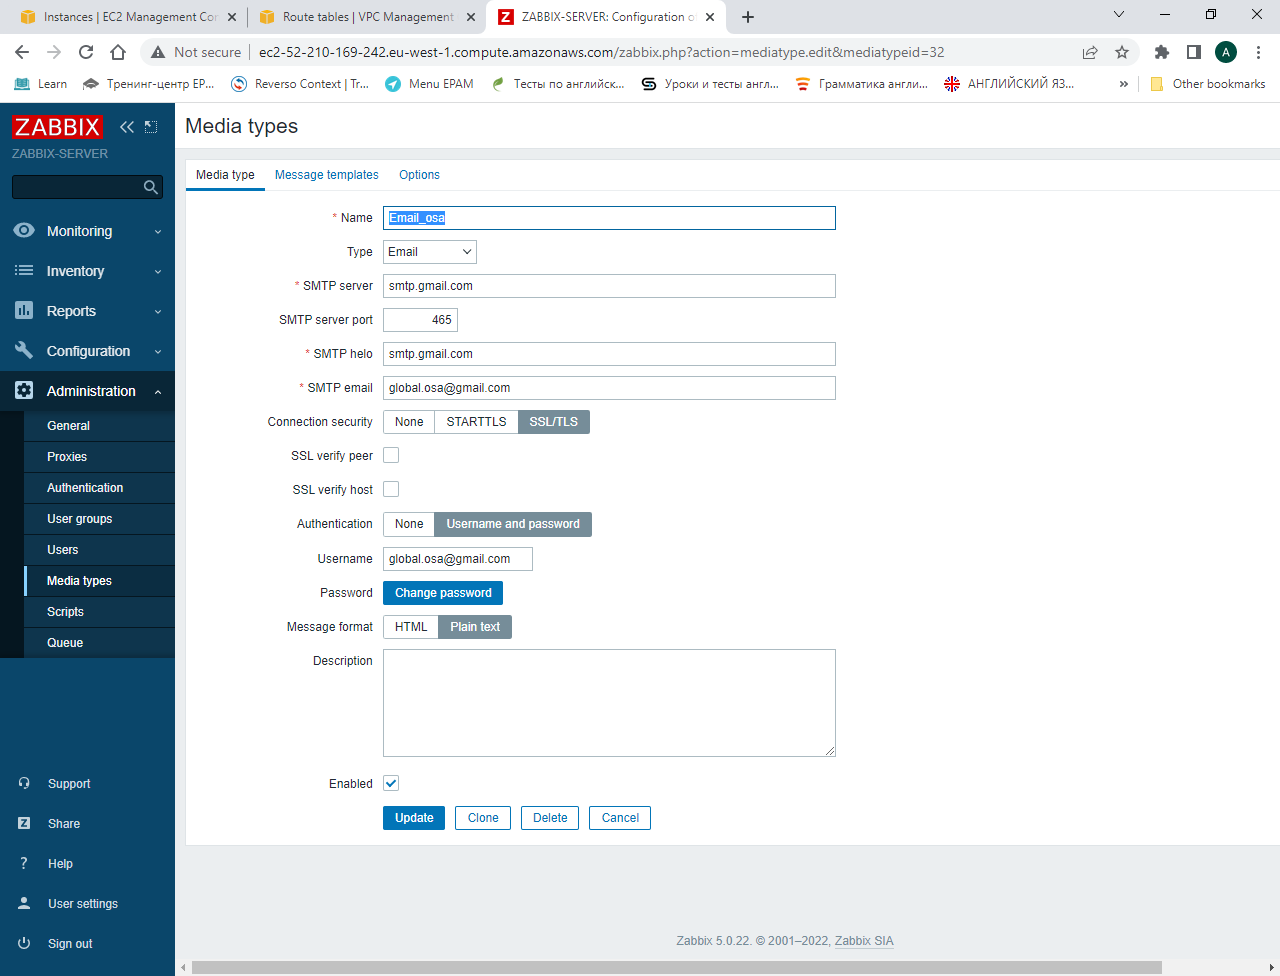 Instances | EC2 Management Con
Route tables | VPC Management
Z ZABBIX-SERVER: Configuration o
Not secure
ec2-52-210-169-242.eu-west-1.compute.amazonaws.com/zabbix.php?action=mediatype.edit&mediatypeid=32
A
Learn
Тренинг-центр EP...
Reverso Context | Tr...
Menu EPAM
Тесты по английск...
Уроки и тесты англ...
Грамматика англи...
АНГЛИЙСКИЙ ЯЗ...
»
Other bookmarks
ZABBIX
ZABBIX-SERVER
Monitoring
Inventory
Reports
Configuration
Administration
General
Proxies
Authentication
User groups
Users
Media types
Scripts
Queue
Support
Z Share
? Help
User settings
Sign out
Media types
Media type Message templates Options
* Name Email_osa
Type Email
* SMTP server smtp.gmail.com
SMTP server port 465
* SMTP helo smtp.gmail.com
* SMTP email global.osa@gmail.com
Connection security None STARTTLS SSL/TLS
SSL verify peer
SSL verify host
Authentication None Username and password
Username global.osa@gmail.com
Password Change password
Message format HTML Plain text
Description
Enabled
Update Clone Delete Cancel
Zabbix 5.0.22. © 2001–2022, Zabbix SIA